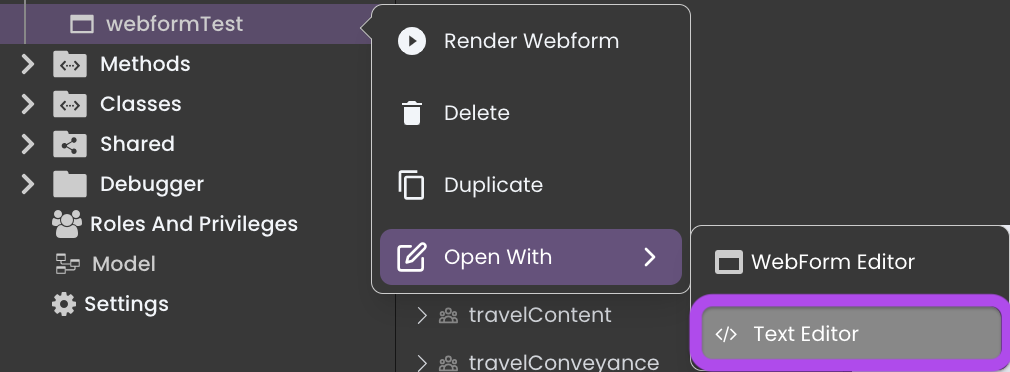 webformTest
Methods
Classes
Shared
Debugger
Roles And Privileges
Model
Settings
Render Webform
Delete
Duplicate
Open With
WebForm Editor
Text Editor
travelContent
travelConveyance